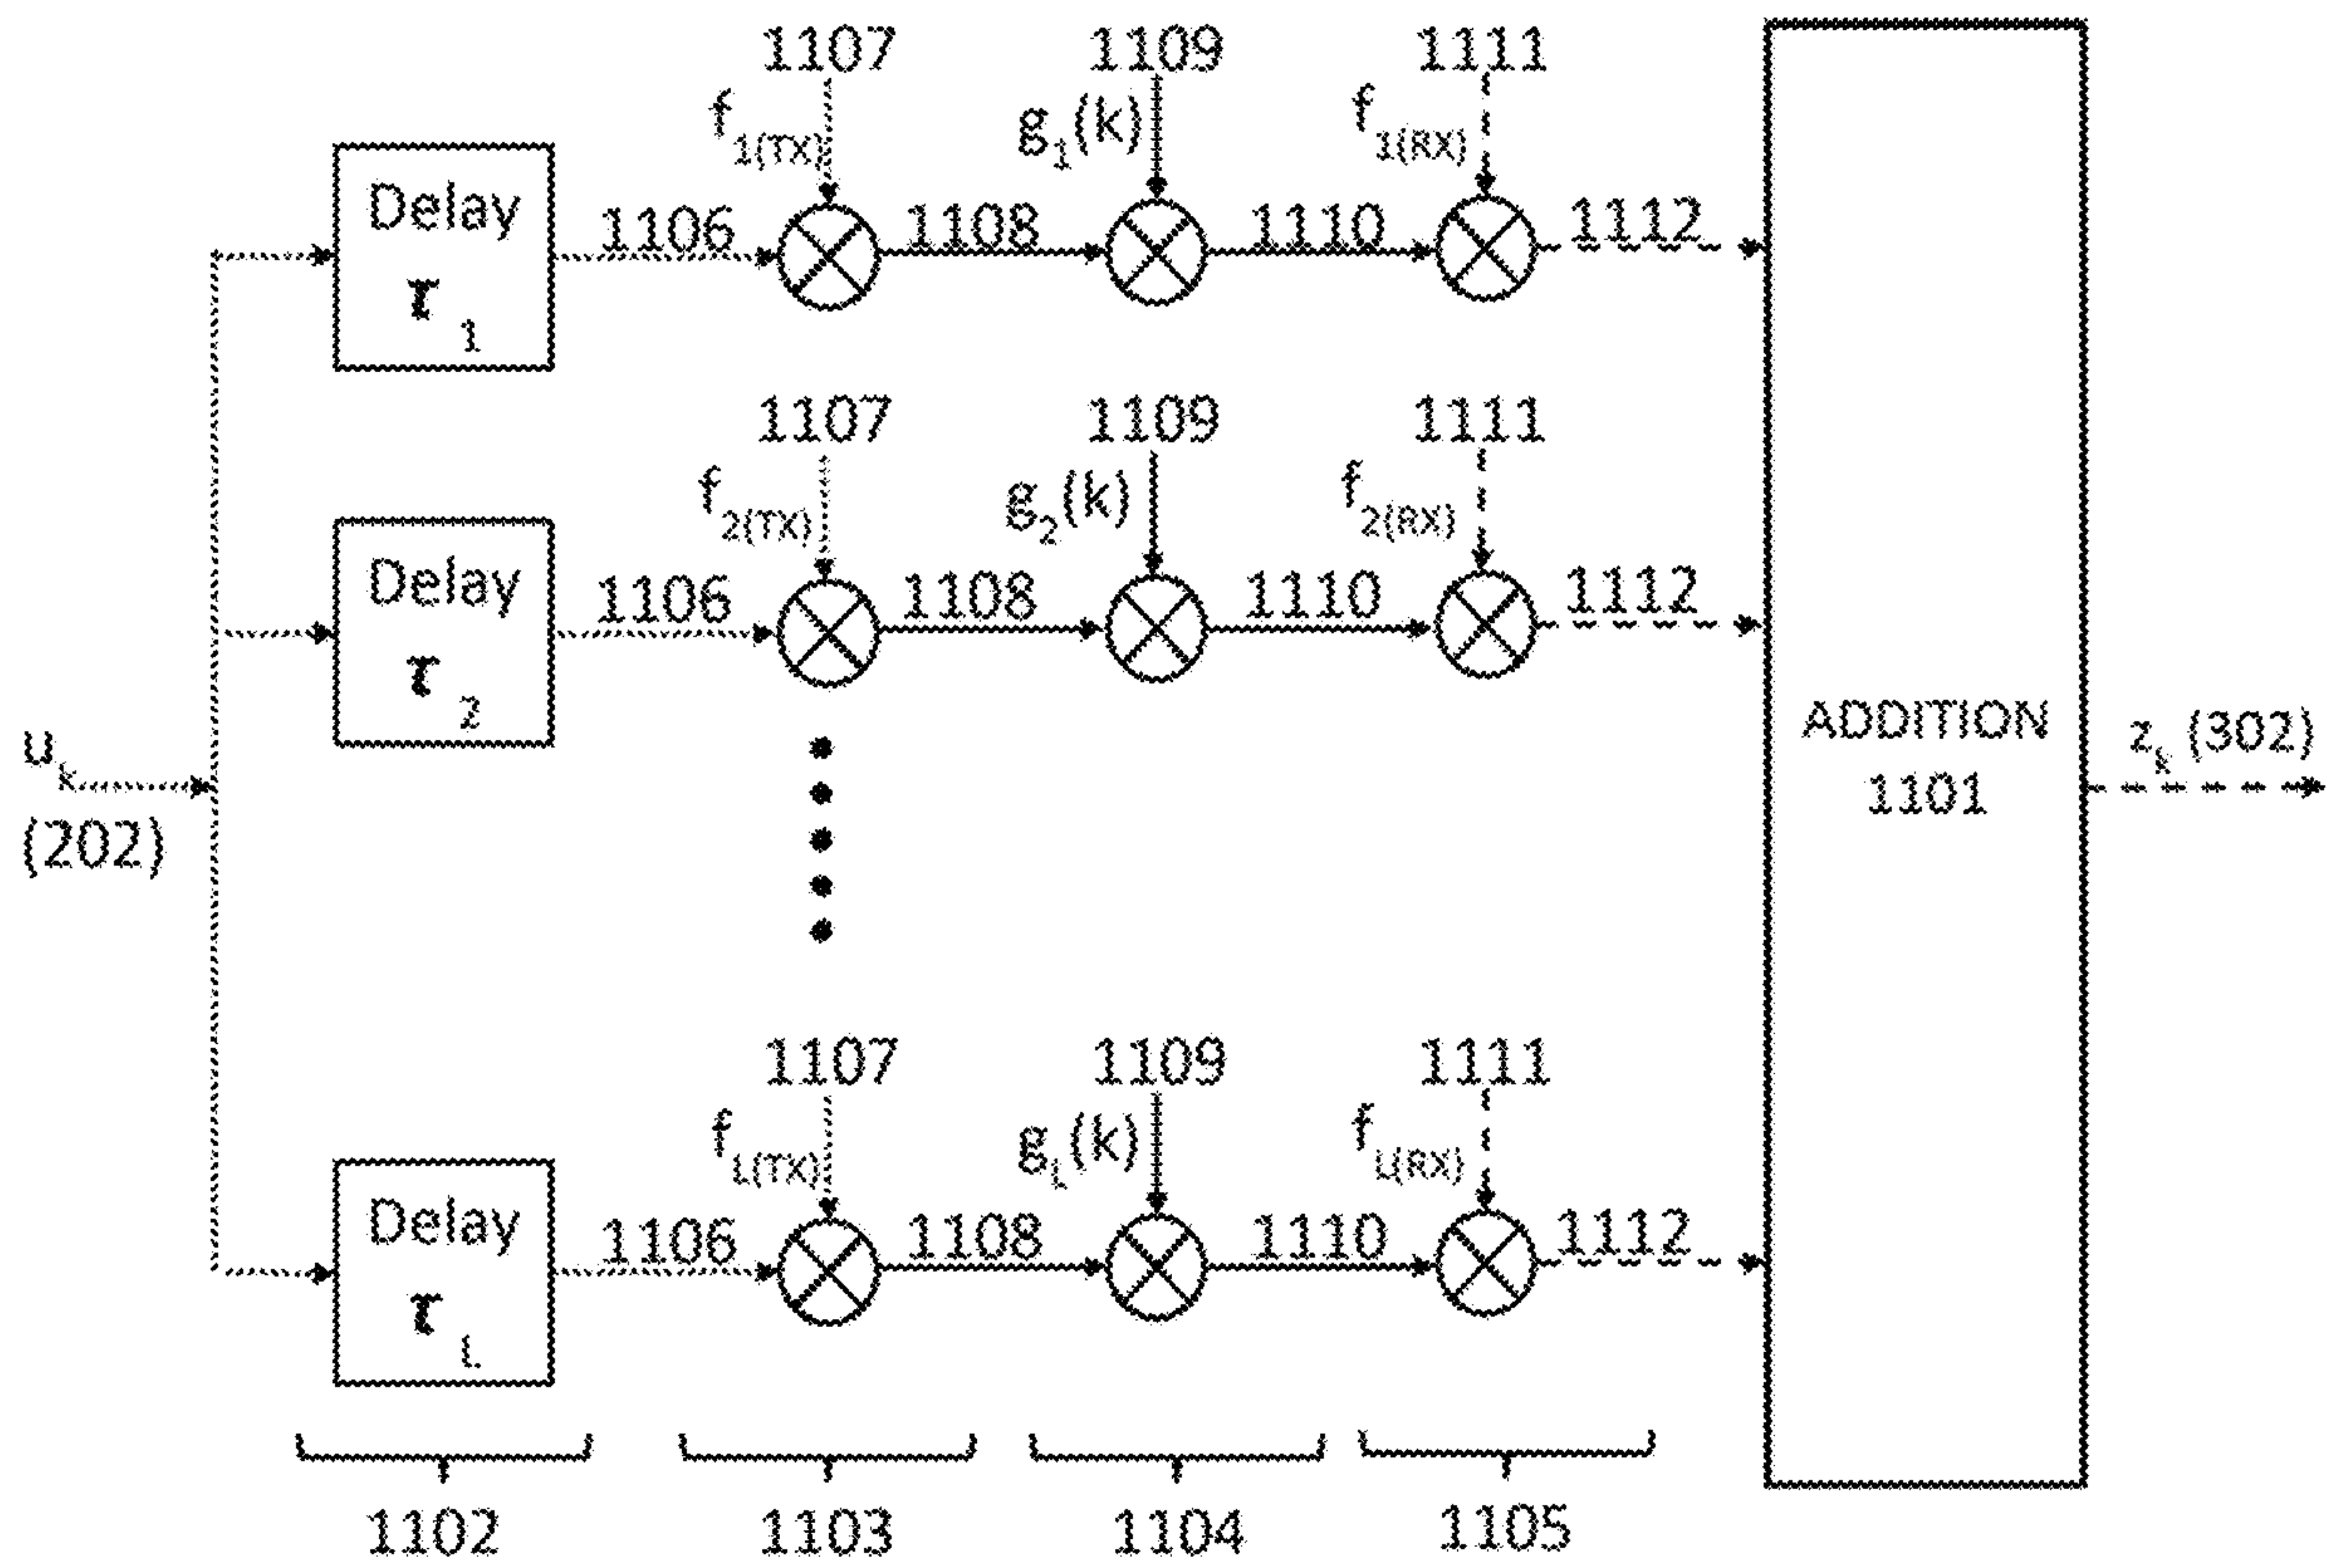 1107 1109 1111
f1(TX) g1(k) f1(RX)
Delay
τ1
1106 1108 1110 1112
1107 1109 1111
f2(TX) g2(k) f2(RX)
Delay
τ2
1106 1108 1110 1112
uk
(202)
ADDITION
1101
zk (302)
1107 1109 1111
fL(TX) gL(k) fL(RX)
Delay
τL
1106 1108 1110 1112
1102 1103 1104 1105